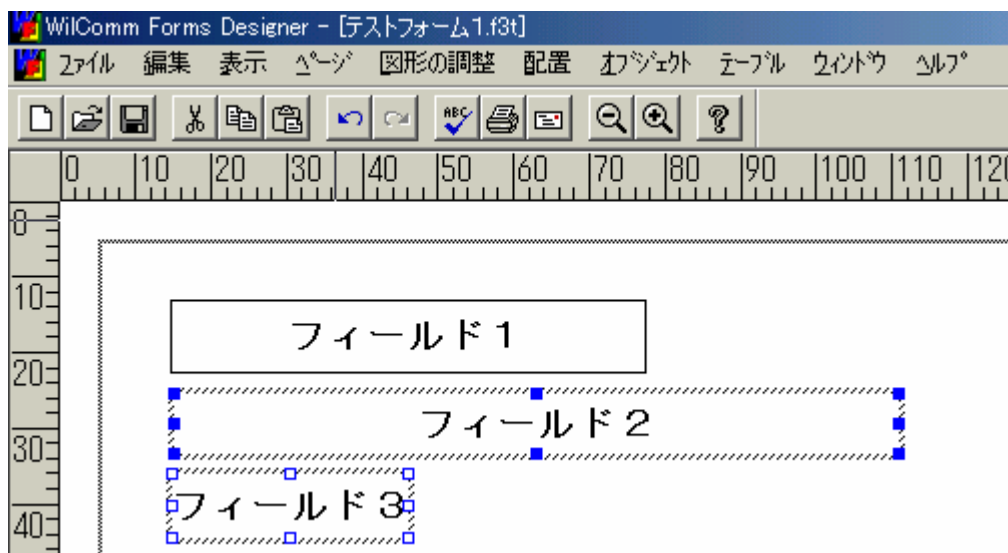 WilComm Forms Designer - [テストフォーム1.f3t]
ﾌｧｲﾙ 編集 表示 ﾍﾟｰｼﾞ 図形の調整 配置 ｵﾌﾞｼﾞｪｸﾄ ﾃｰﾌﾞﾙ ｳｨﾝﾄﾞｳ ﾍﾙﾌﾟ
ABC
0 10 20 30 40 50 60 70 80 90 100 110 120
0
10
フィールド１
20
フィールド２
30
フィールド３
40